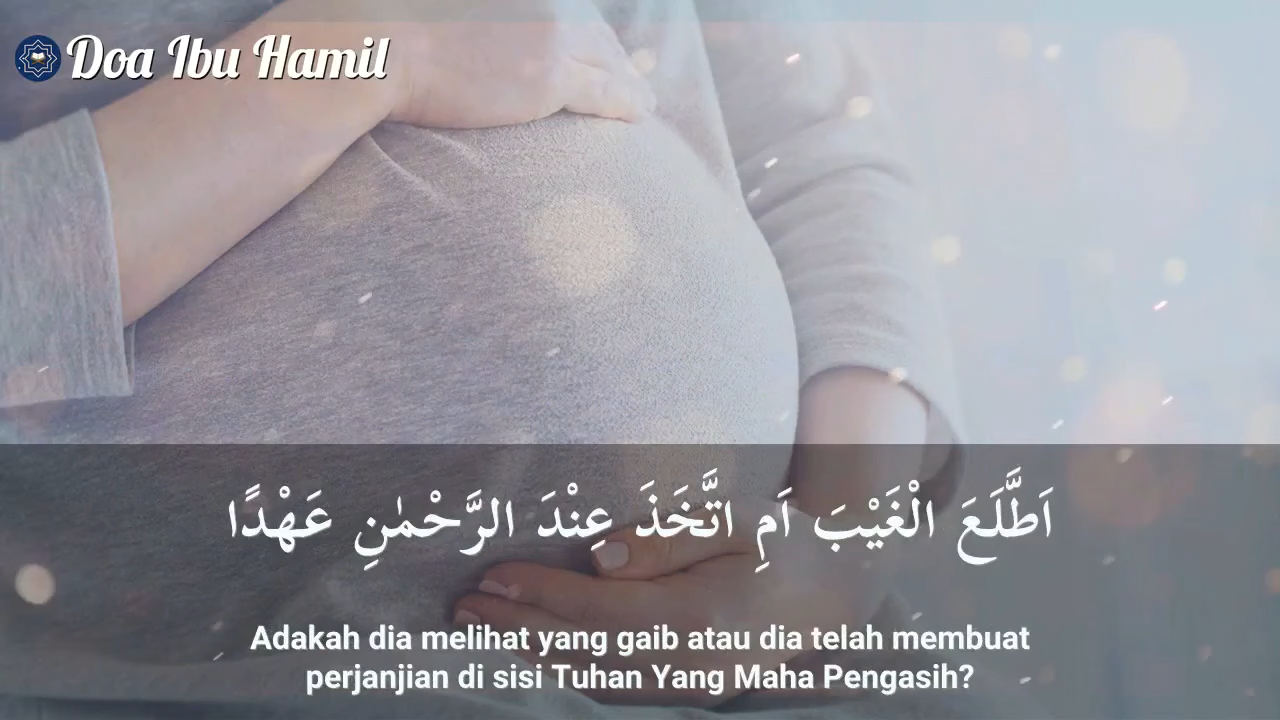 Doa Ibu Hamil
اَطَّلَعَ الْغَيْبَ اَمِ اتَّخَذَ عِنْدَ الرَّحْمٰنِ عَهْدًا
Adakah dia melihat yang gaib atau dia telah membuat
perjanjian di sisi Tuhan Yang Maha Pengasih?